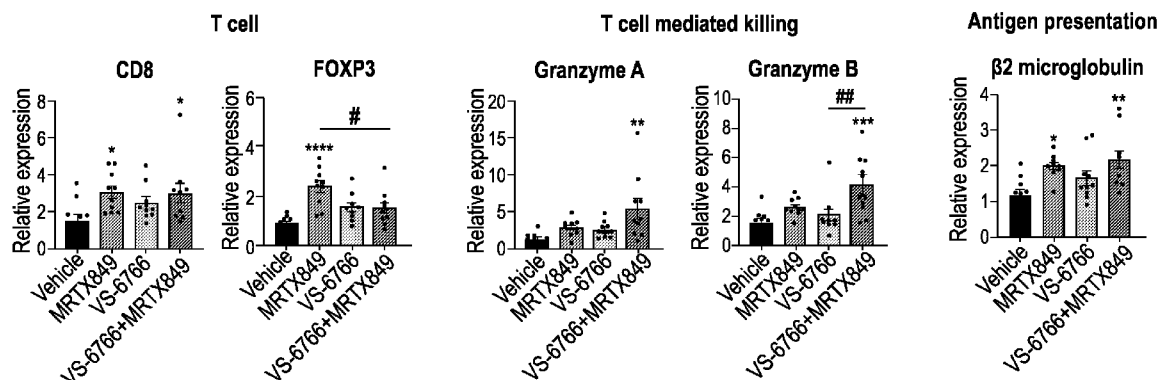 T cell
T cell mediated killing
Antigen presentation
CD8
FOXP3
Granzyme A
Granzyme B
β2 microglobulin
Relative expression
8
6
4
2
0
*
*
Vehicle
MRTX849
VS-6766
VS-6766+MRTX849
Relative expression
6
4
2
0
****
#
Vehicle
MRTX849
VS-6766
VS-6766+MRTX849
Relative expression
25
20
15
10
5
0
**
Vehicle
MRTX849
VS-6766
VS-6766+MRTX849
Relative expression
10
8
6
4
2
0
##
***
Vehicle
MRTX849
VS-6766
VS-6766+MRTX849
Relative expression
4
3
2
1
0
*
**
Vehicle
MRTX849
VS-6766
VS-6766+MRTX849